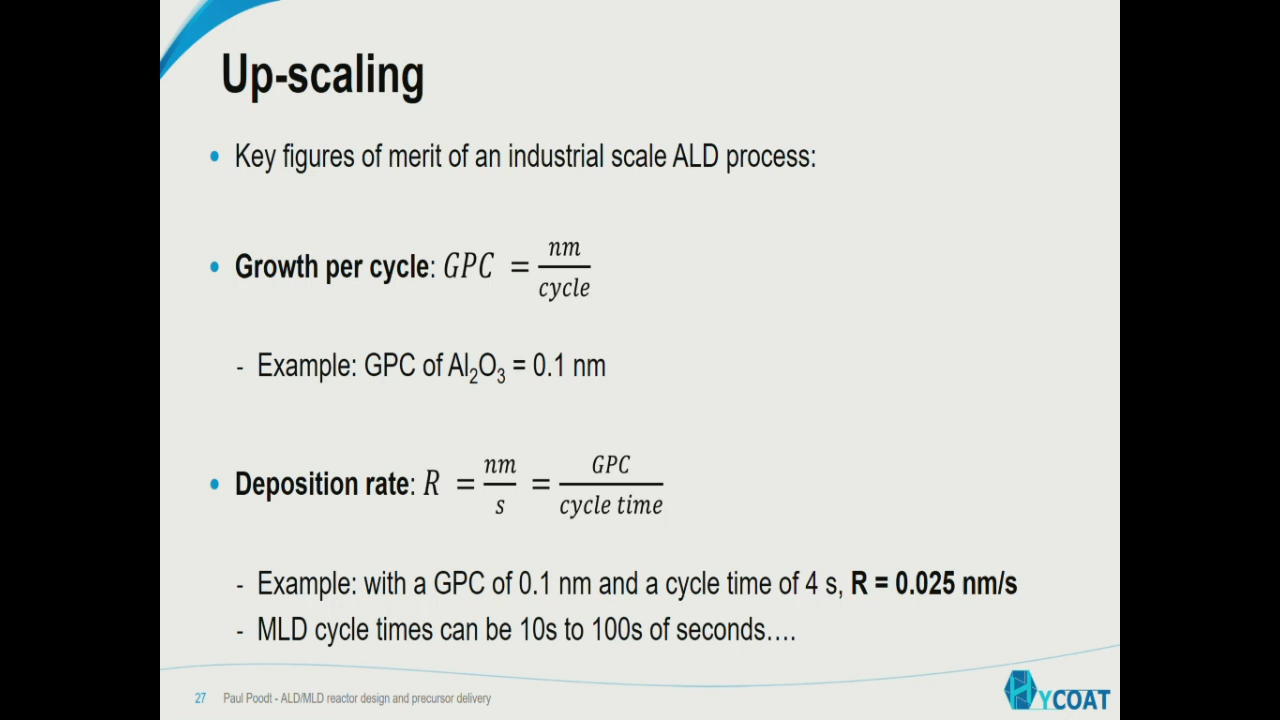 Up-scaling
• Key figures of merit of an industrial scale ALD process:
• Growth per cycle: GPC = nm/cycle
- Example: GPC of Al₂O₃ = 0.1 nm
• Deposition rate: R = nm/s = GPC/cycle time
- Example: with a GPC of 0.1 nm and a cycle time of 4 s, R = 0.025 nm/s
- MLD cycle times can be 10s to 100s of seconds….
27 Paul Poodt - ALD/MLD reactor design and precursor delivery
HYCOAT